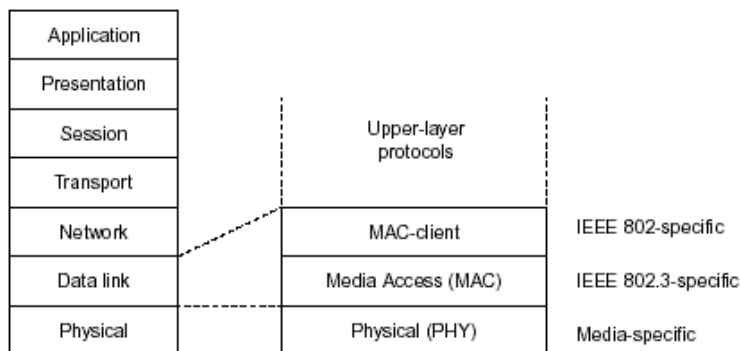 Application
Presentation
Session
Transport
Network
Data link
Physical
Upper-layer
protocols
MAC-client
Media Access (MAC)
Physical (PHY)
IEEE 802-specific
IEEE 802.3-specific
Media-specific